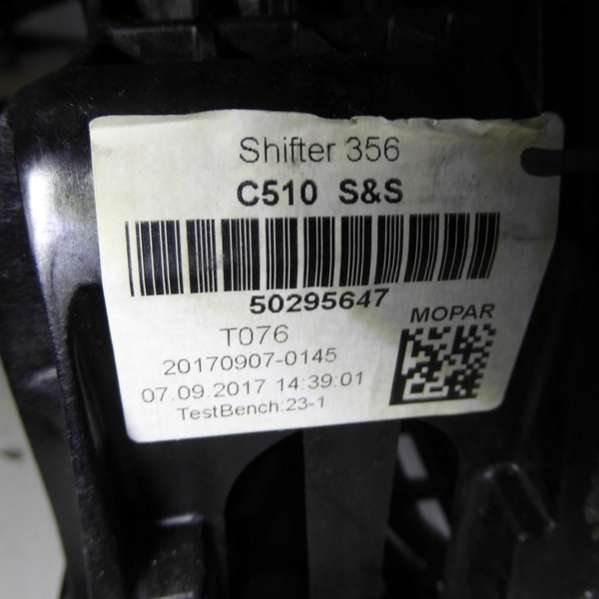 Shifter 356
C510 S&S
50295647
MOPAR
T076
20170907-0145
07.09.2017 14:39:01
TestBench:23-1